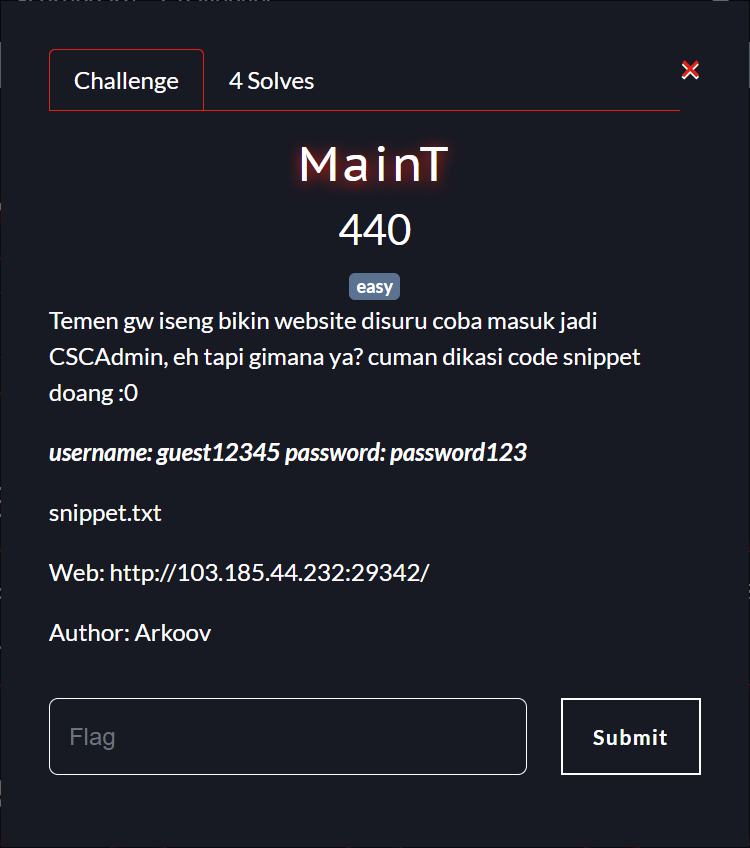 Challenge
4 Solves
MainT
440
easy
Temen gw iseng bikin website disuru coba masuk jadi
CSCAdmin, eh tapi gimana ya? cuman dikasi code snippet
doang :0
username: guest12345 password: password123
snippet.txt
Web: http://103.185.44.232:29342/
Author: Arkoov
Flag
Submit